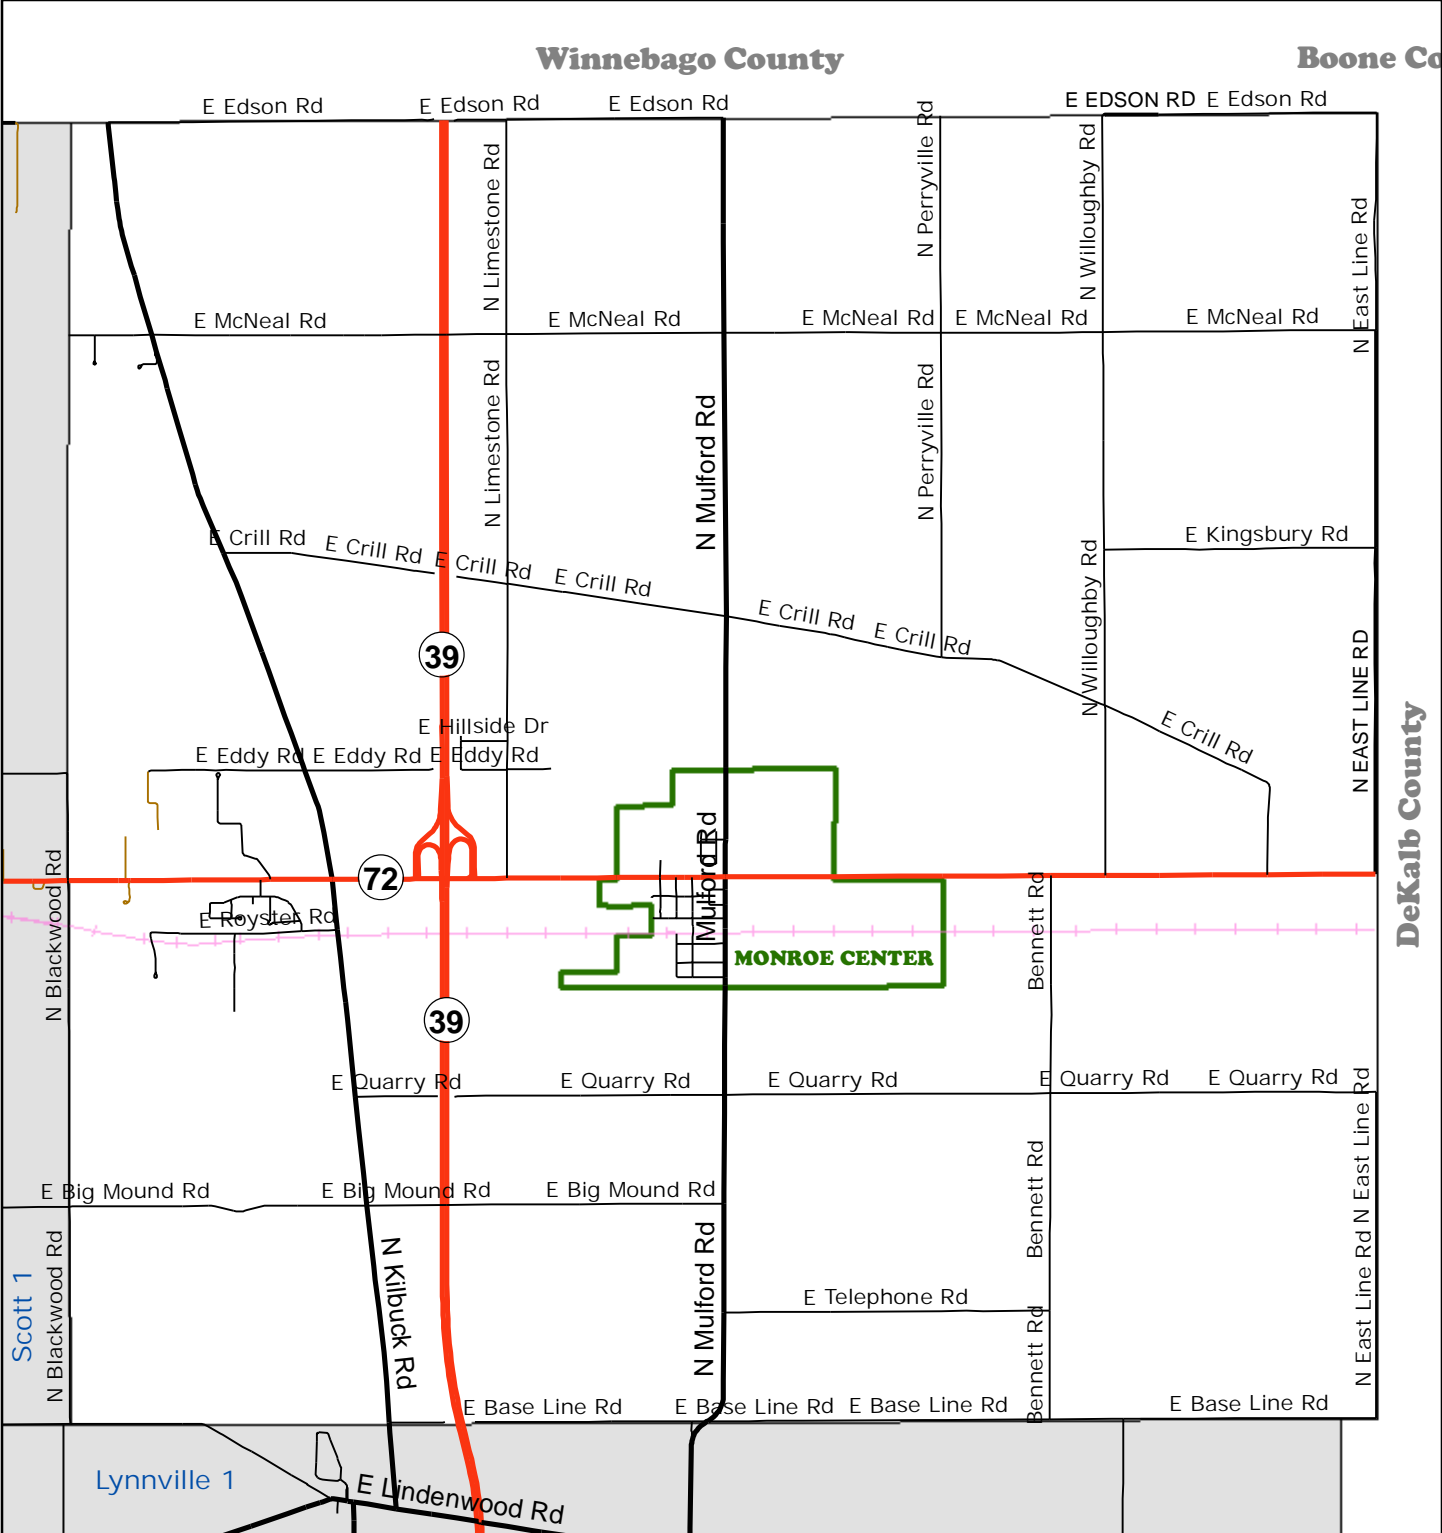 Winnebago County
Boone Co
E Edson Rd
E Edson Rd
E Edson Rd
E EDSON RD
E Edson Rd
N Limestone Rd
N Perryville Rd
N Willoughby Rd
N East Line Rd
E McNeal Rd
E McNeal Rd
E McNeal Rd
E McNeal Rd
E McNeal Rd
N Limestone Rd
N Mulford Rd
N Perryville Rd
E Crill Rd
E Crill Rd
E Crill Rd
E Crill Rd
E Crill Rd
E Crill Rd
E Kingsbury Rd
N Willoughby Rd
39
N EAST LINE RD
DeKalb County
E Crill Rd
E Hillside Dr
E Eddy Rd
E Eddy Rd
E Eddy Rd
Mulford Rd
72
N Blackwood Rd
E Royster Rd
MONROE CENTER
Bennett Rd
39
E Quarry Rd
E Quarry Rd
E Quarry Rd
E Quarry Rd
E Quarry Rd
N East Line Rd
E Big Mound Rd
E Big Mound Rd
E Big Mound Rd
Bennett Rd
Scott 1
N Blackwood Rd
N Kilbuck Rd
N Mulford Rd
E Telephone Rd
Bennett Rd
N East Line Rd
E Base Line Rd
E Base Line Rd
E Base Line Rd
E Base Line Rd
Lynnville 1
E Lindenwood Rd